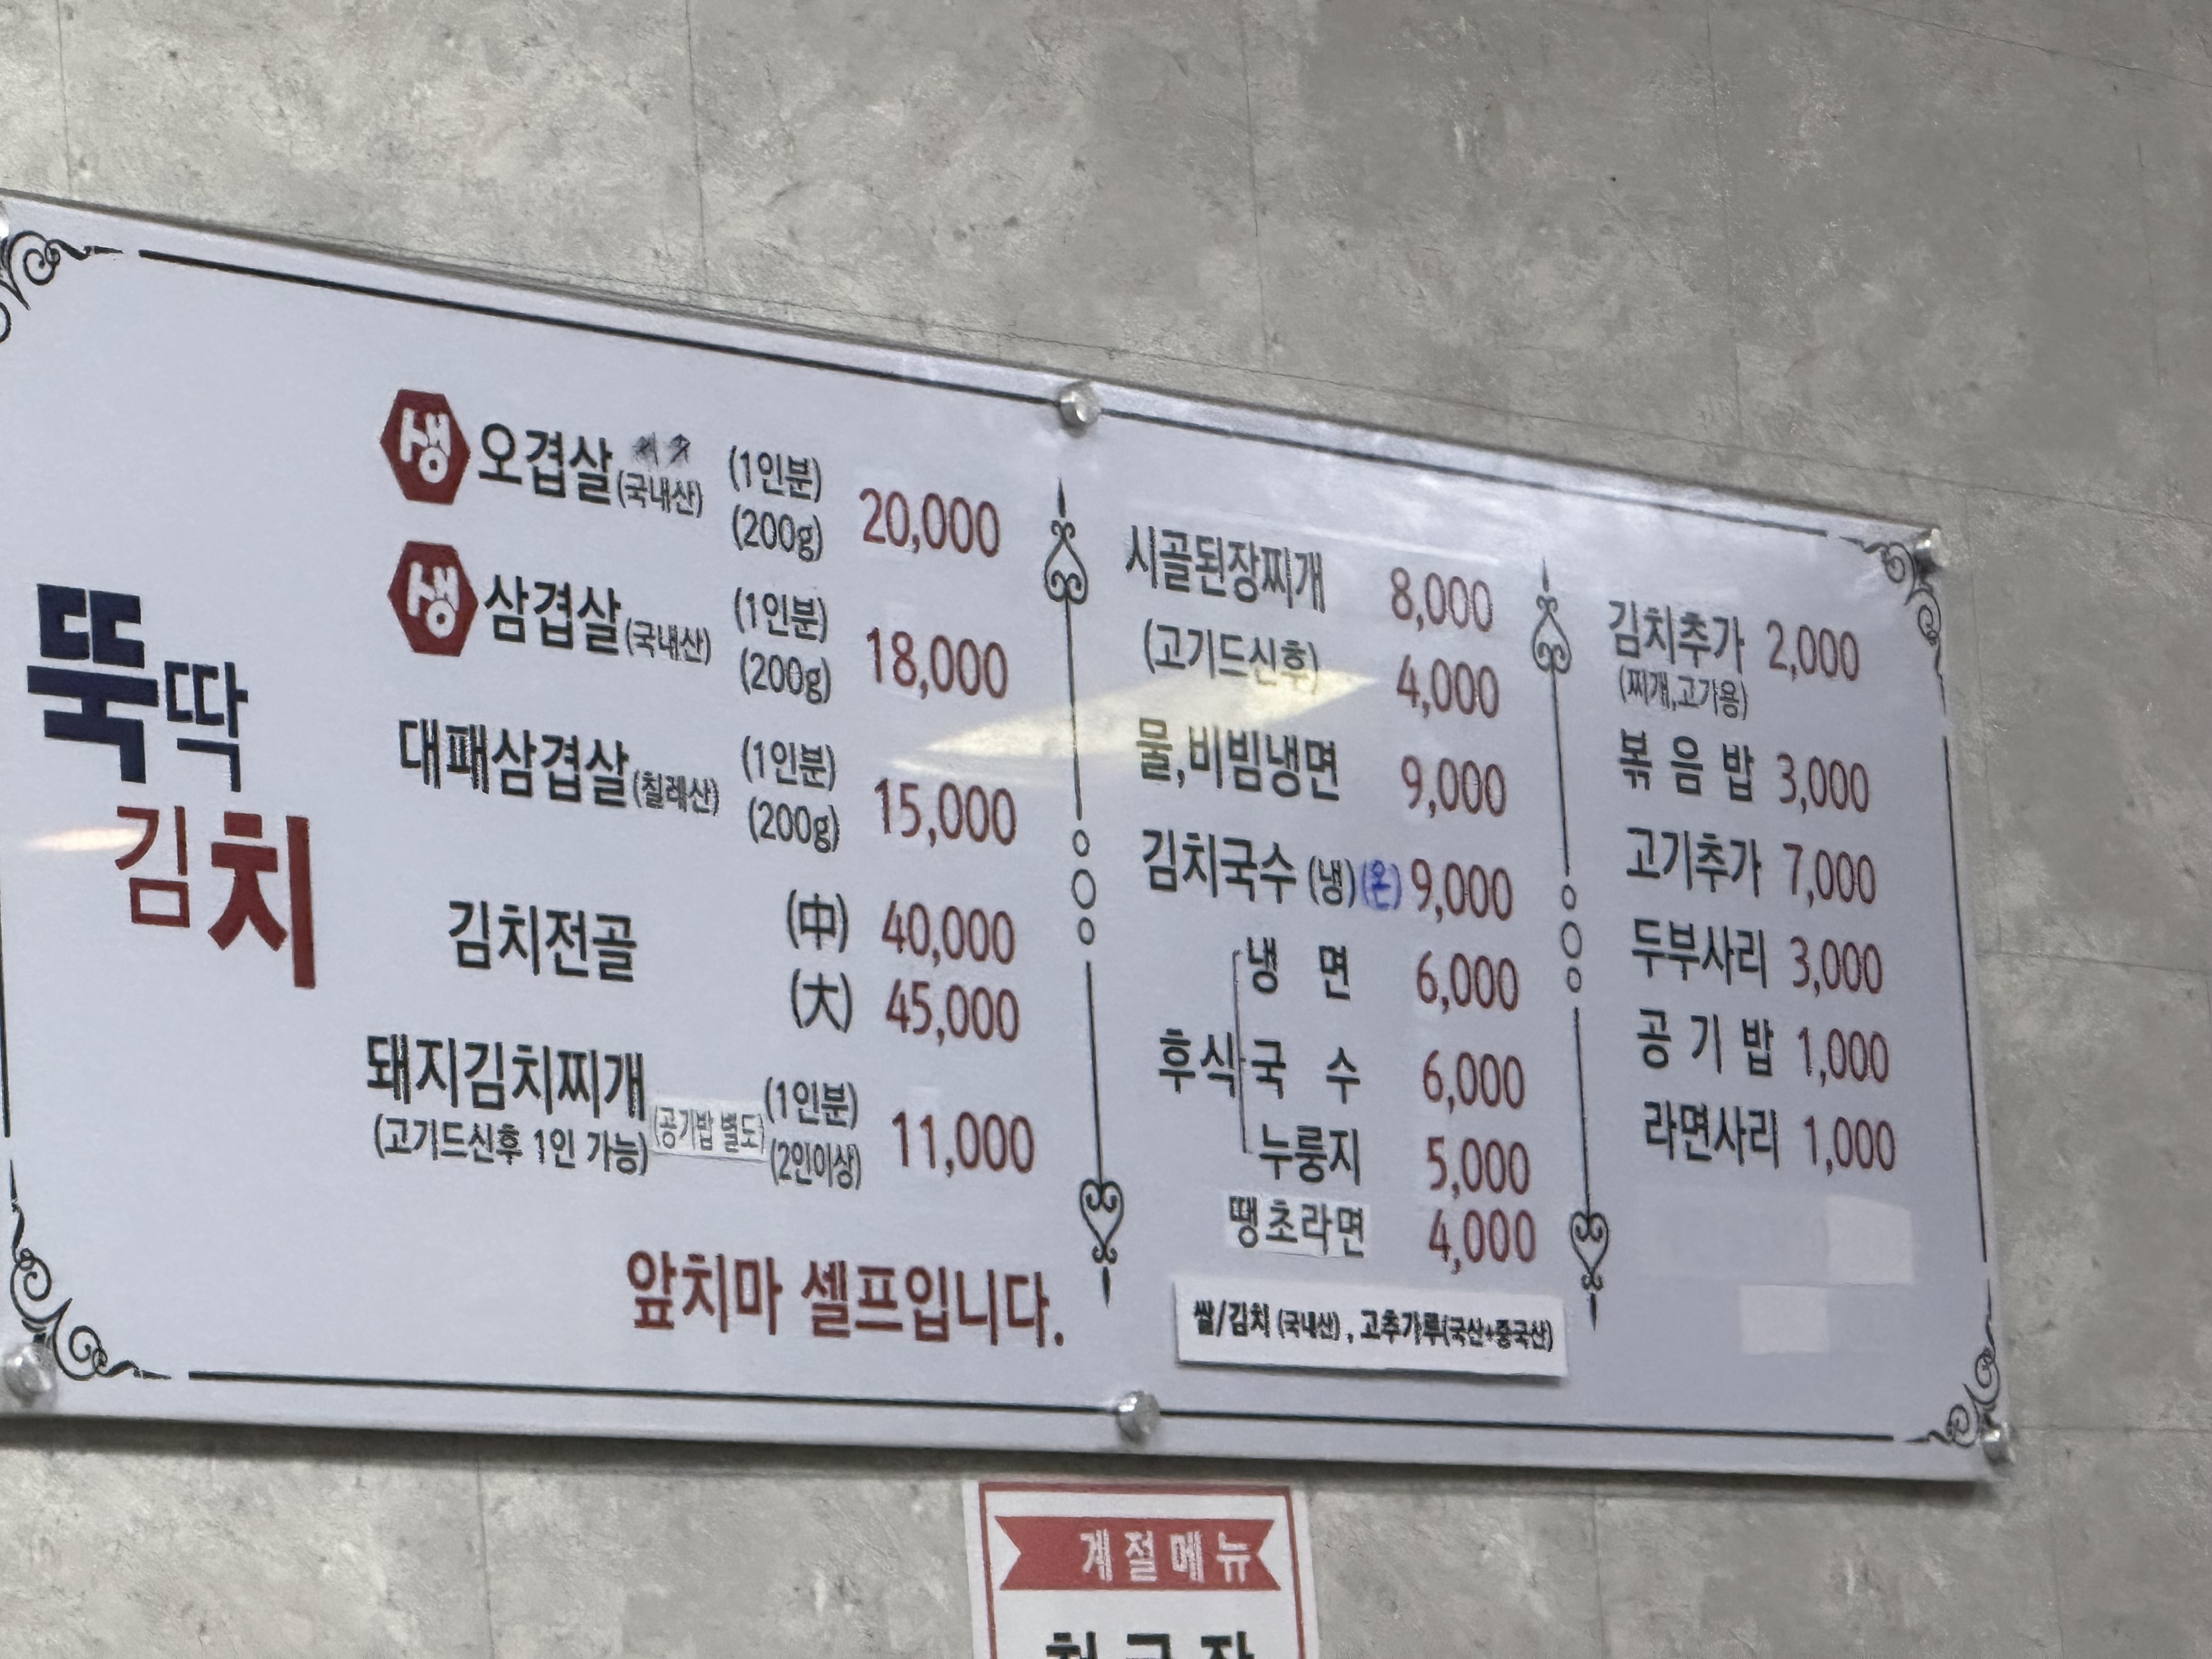 뚝딱
김치
생 오겹살 (국내산) (1인분)
(200g) 20,000
생 삼겹살 (국내산) (1인분)
(200g) 18,000
대패삼겹살 (칠레산) (1인분)
(200g) 15,000
김치전골 (中) 40,000
(大) 45,000
돼지김치찌개 (공기밥 별도) (1인분)
(고기드신후 1인 가능) (2인이상) 11,000
앞치마 셀프입니다.
시골된장찌개 8,000
(고기드신후) 4,000
물,비빔냉면 9,000
김치국수 (냉)(온) 9,000
후식 냉면 6,000
국수 6,000
누룽지 5,000
땡초라면 4,000
쌀/김치 (국내산) , 고추가루(국산+중국산)
김치추가 2,000
(찌개,고기용)
볶음밥 3,000
고기추가 7,000
두부사리 3,000
공기밥 1,000
라면사리 1,000
계절메뉴